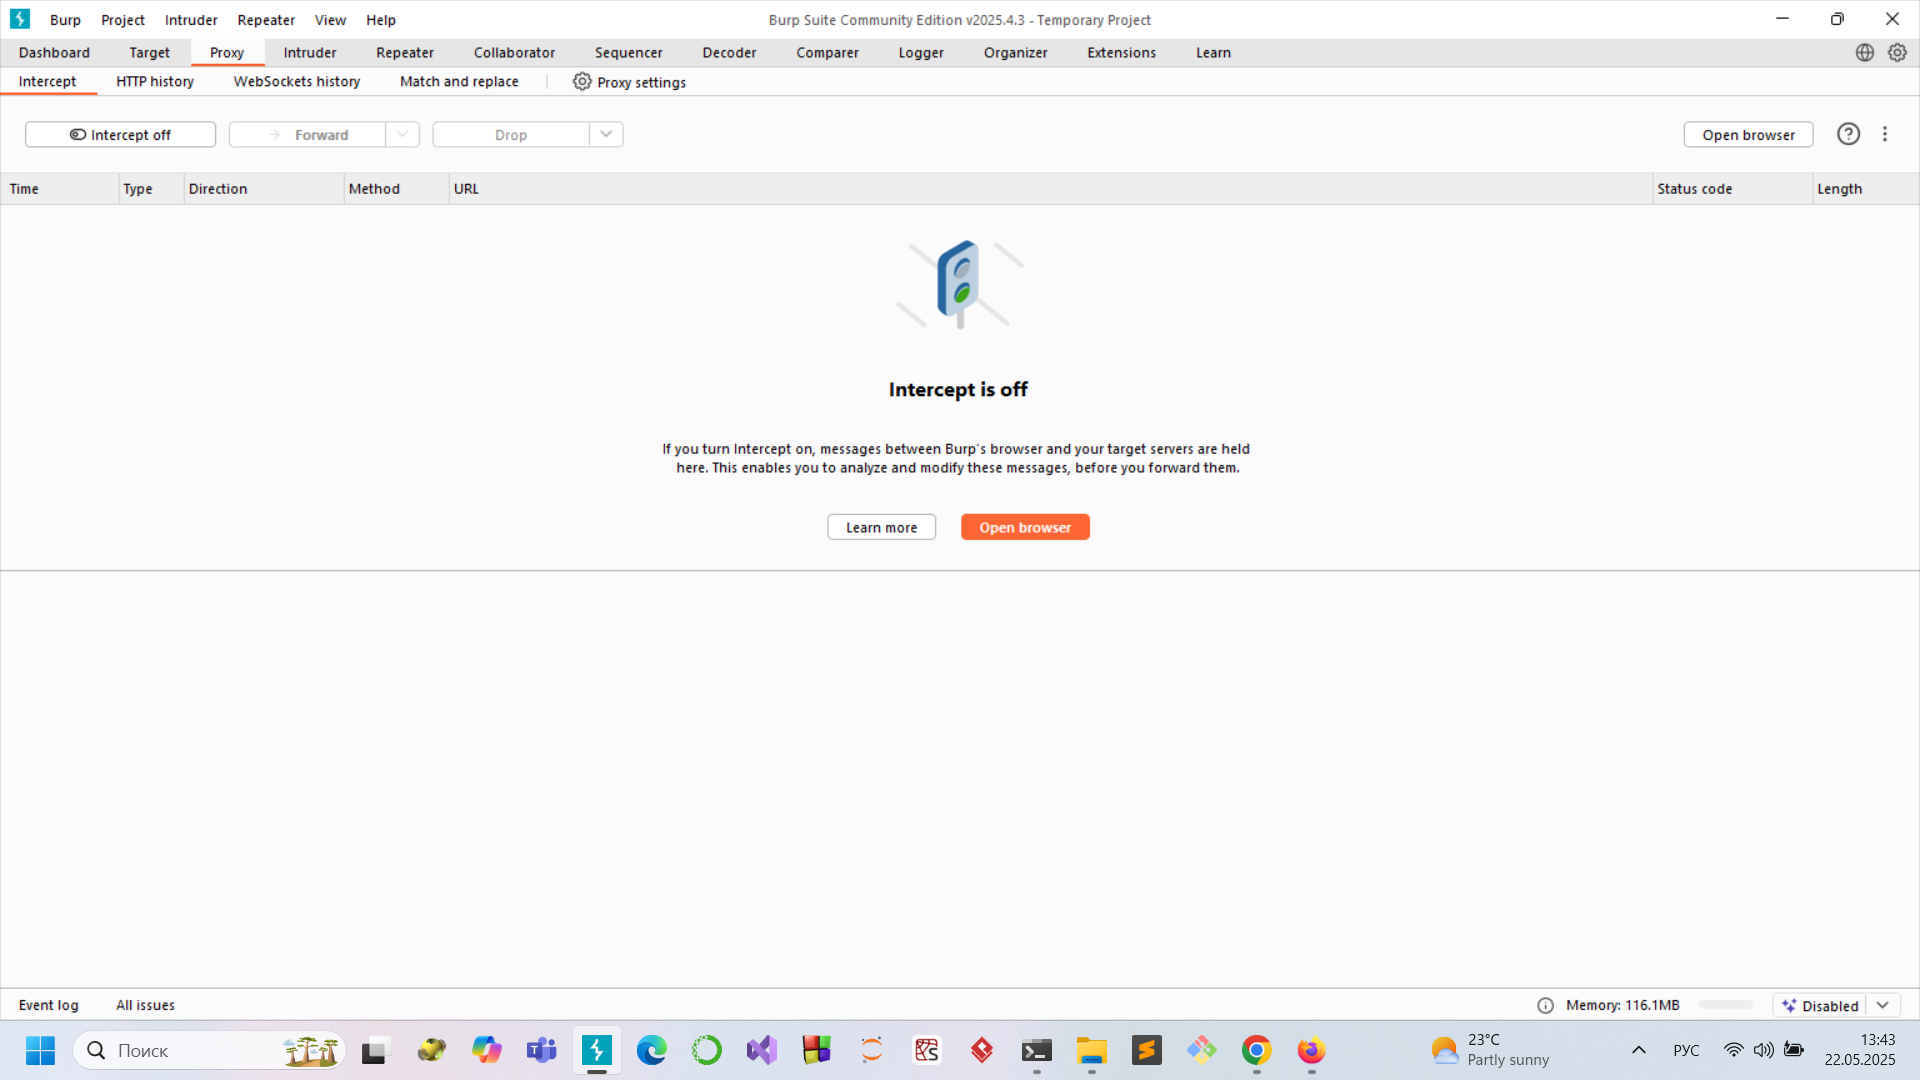 Burp Project Intruder Repeater View Help Burp Suite Community Edition v2025.4.3 - Temporary Project
Dashboard Target Proxy Intruder Repeater Collaborator Sequencer Decoder Comparer Logger Organizer Extensions Learn
Intercept HTTP history WebSockets history Match and replace Proxy settings
Intercept off Forward Drop Open browser
Time Type Direction Method URL Status code Length
Intercept is off
If you turn Intercept on, messages between Burp's browser and your target servers are held
here. This enables you to analyze and modify these messages, before you forward them.
Learn more Open browser
Event log All issues Memory: 116.1MB Disabled
Поиск
23°C
Partly sunny
РУС
13:43
22.05.2025